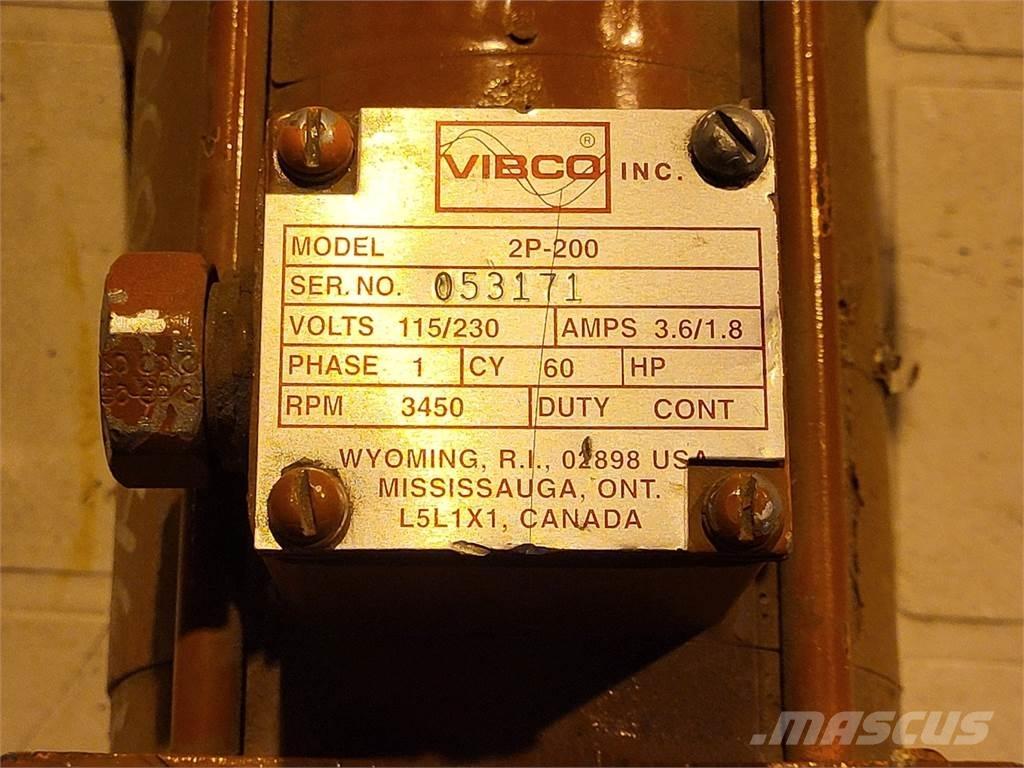 VIBCO ® INC.
MODEL 2P-200
SER. NO. 053171
VOLTS 115/230 AMPS 3.6/1.8
PHASE 1 CY 60 HP
RPM 3450 DUTY CONT
WYOMING, R.I., 02898 USA
MISSISSAUGA, ONT.
L5L1X1, CANADA
MASCUS